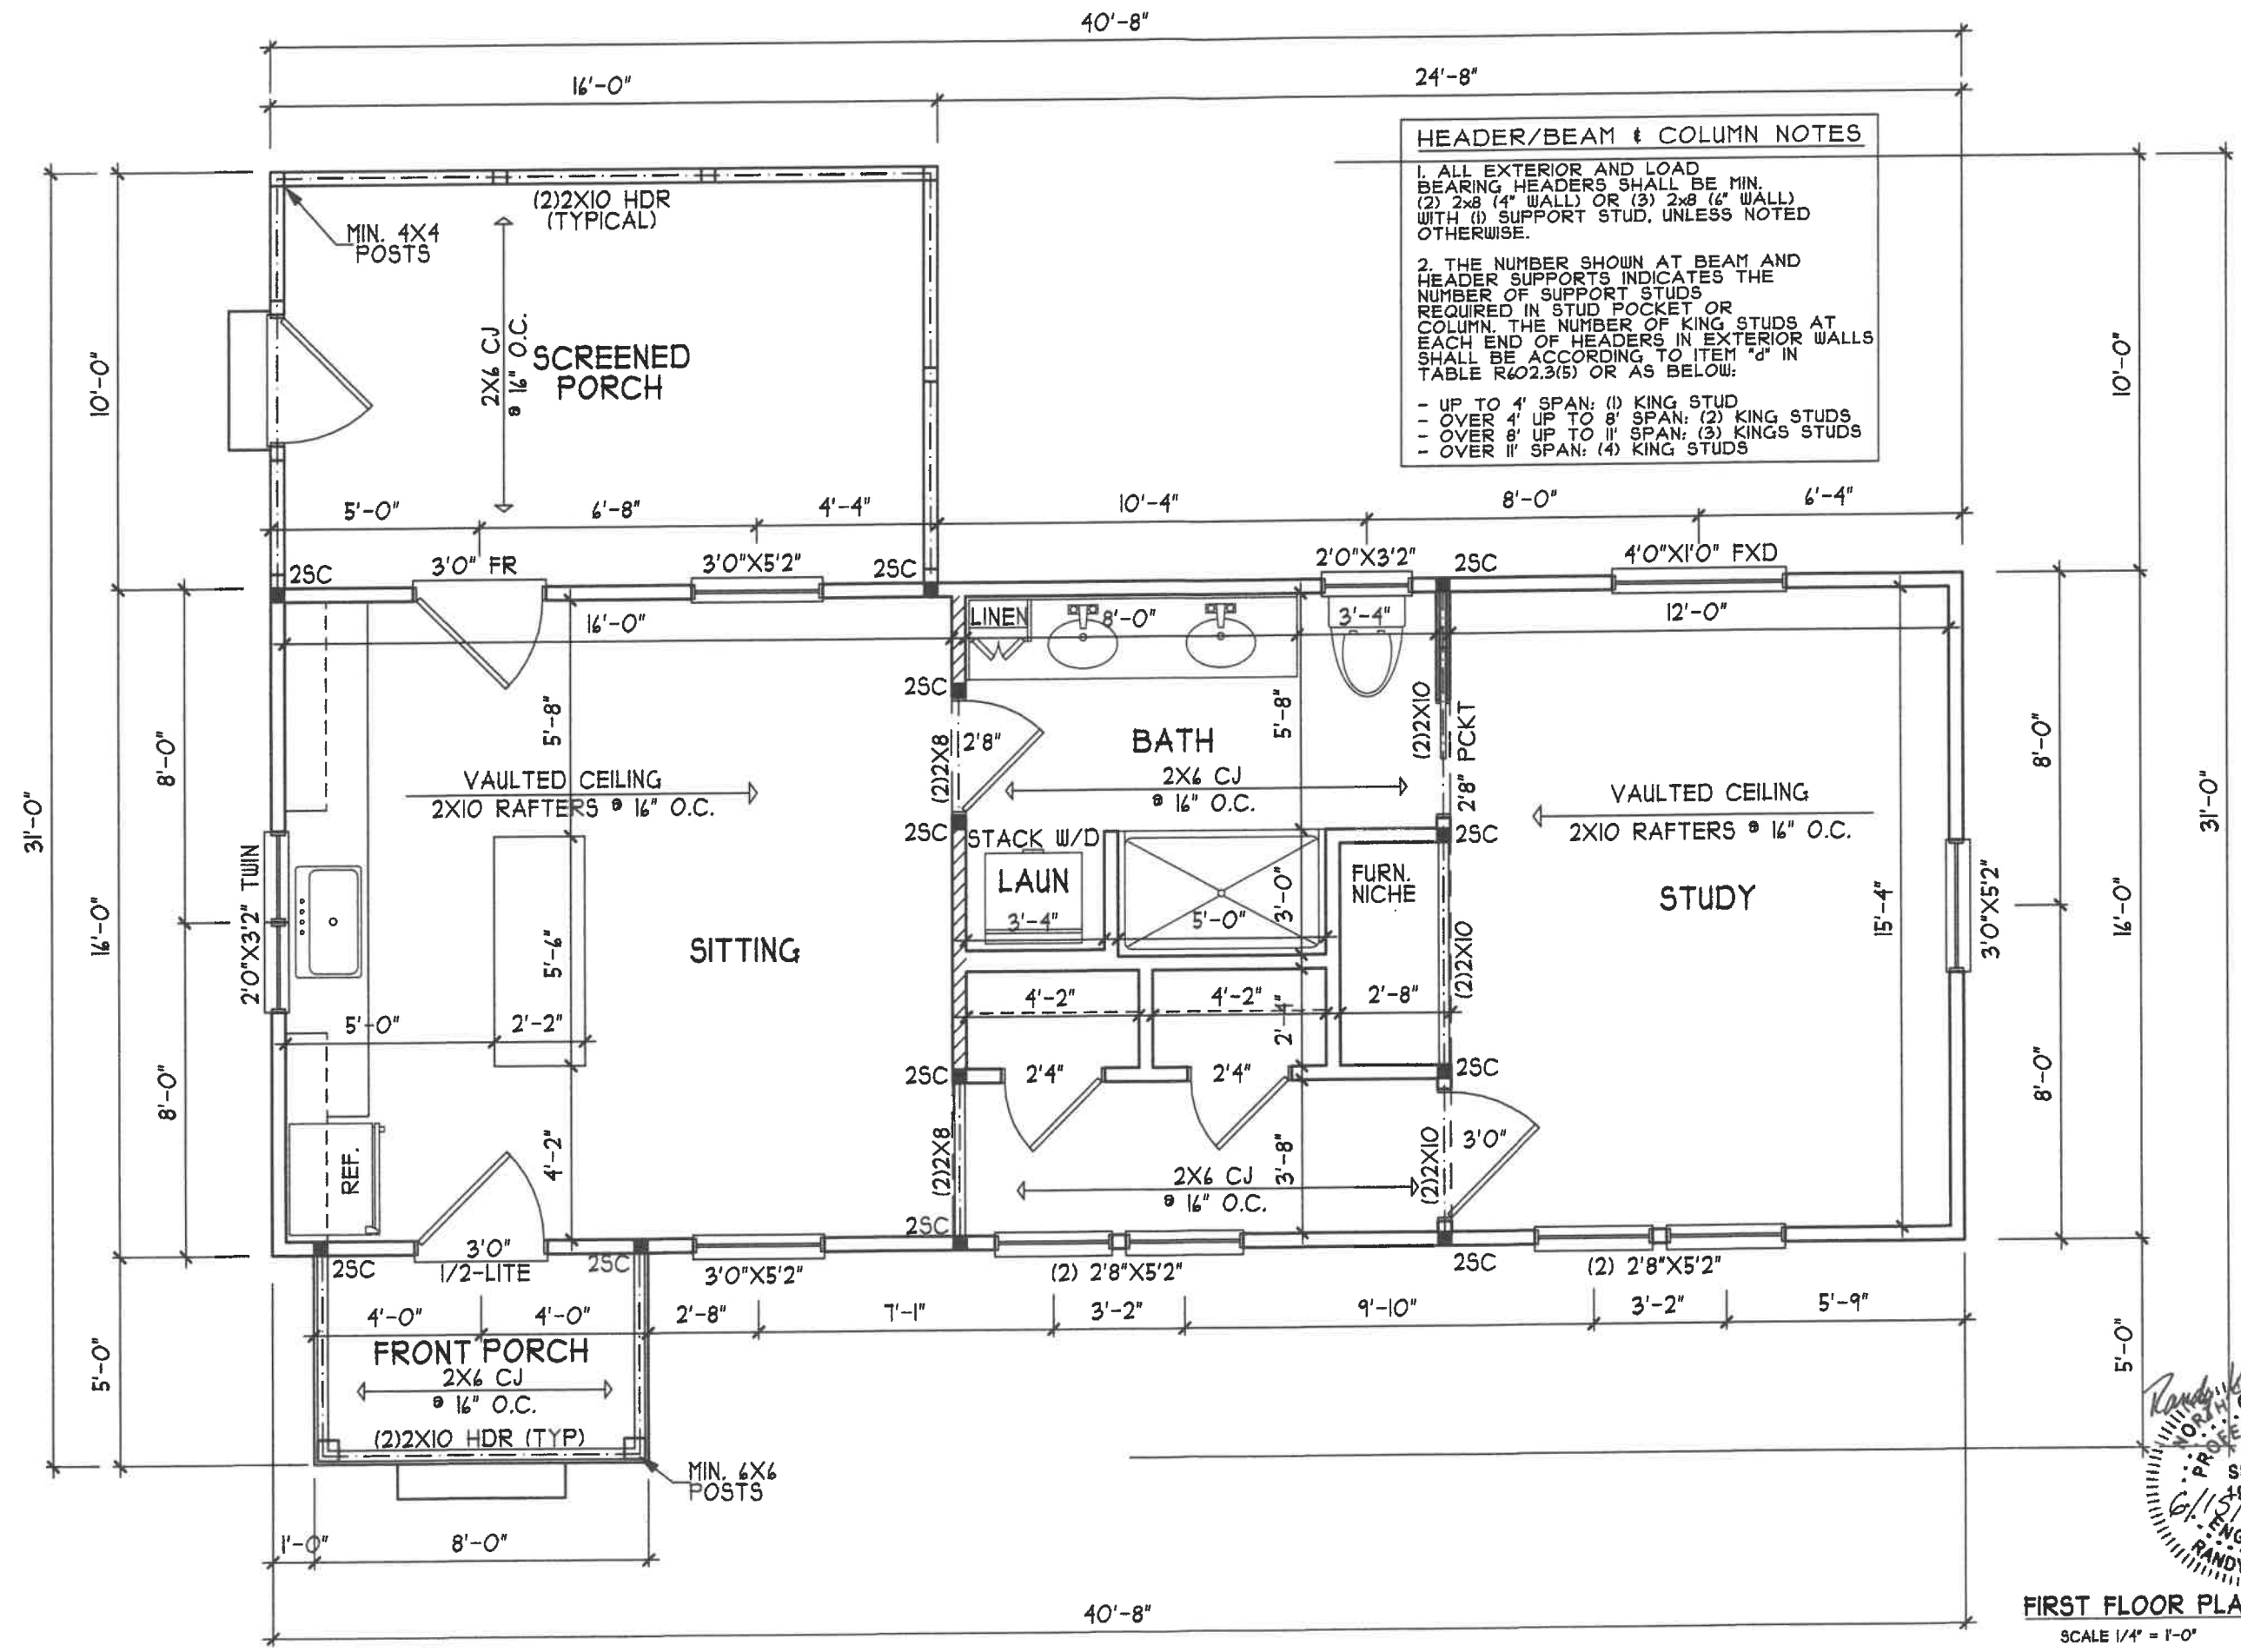 40'-8"
16'-0"
24'-8"
HEADER/BEAM & COLUMN NOTES
1. ALL EXTERIOR AND LOAD
BEARING HEADERS SHALL BE MIN.
(2) 2x8 (4" WALL) OR (3) 2x8 (6" WALL)
WITH (1) SUPPORT STUD, UNLESS NOTED
OTHERWISE.
2. THE NUMBER SHOWN AT BEAM AND
HEADER SUPPORTS INDICATES THE
NUMBER OF SUPPORT STUDS
REQUIRED IN STUD POCKET OR
COLUMN. THE NUMBER OF KING STUDS AT
EACH END OF HEADERS IN EXTERIOR WALLS
SHALL BE ACCORDING TO ITEM "d" IN
TABLE R602.3(5) OR AS BELOW:
- UP TO 4' SPAN: (1) KING STUD
- OVER 4' UP TO 8' SPAN: (2) KING STUDS
- OVER 8' UP TO 11' SPAN: (3) KINGS STUDS
- OVER 11' SPAN: (4) KING STUDS
(2)2X10 HDR
(TYPICAL)
MIN. 4X4
POSTS
2X6 CJ
@ 16" O.C.
SCREENED
PORCH
10'-0"
10'-0"
5'-0"
6'-8"
4'-4"
10'-4"
8'-0"
6'-4"
2SC
3'0" FR
3'0"X5'2"
2SC
2'0"X3'2"
2SC
4'0"X1'0" FXD
16'-0"
LINEN
8'-0"
3'-4"
12'-0"
5'-8"
2SC
(2)2X8
2'8"
BATH
5'-8"
(2)2X10
2'8" PCKT
8'-0"
8'-0"
VAULTED CEILING
2X10 RAFTERS @ 16" O.C.
2X6 CJ
@ 16" O.C.
VAULTED CEILING
2X10 RAFTERS @ 16" O.C.
31'-0"
31'-0"
2SC
STACK W/D
2SC
LAUN
3'-4"
5'-0"
3'-0"
FURN.
NICHE
STUDY
15'-4"
16'-0"
2'0"X3'2" TWIN
5'-6"
SITTING
(2)2X10
3'0"X5'2"
16'-0"
5'-0"
2'-2"
4'-2"
4'-2"
2'-4"
2'-8"
8'-0"
8'-0"
2SC
2'4"
2'4"
2SC
REF.
4'-2"
(2)2X8
3'-8"
(2)2X10
3'0"
2X6 CJ
@ 16" O.C.
2SC
2SC
3'0"
1/2-LITE
2SC
3'0"X5'2"
(2) 2'8"X5'2"
2SC
(2) 2'8"X5'2"
4'-0"
4'-0"
2'-8"
7'-1"
3'-2"
9'-10"
3'-2"
5'-9"
5'-0"
5'-0"
FRONT PORCH
2X6 CJ
@ 16" O.C.
(2)2X10 HDR (TYP)
MIN. 6X6
POSTS
1'-0"
8'-0"
40'-8"
Randy
NORTH
PROFE
6/15/
ENG
RANDY
FIRST FLOOR PLA
SCALE 1/4" = 1'-0"